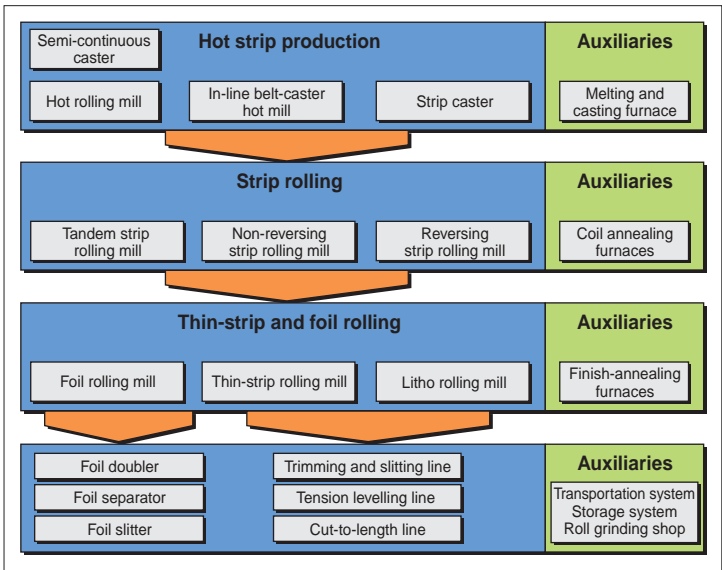 Hot strip production
Semi-continuous
caster
Hot rolling mill
In-line belt-caster
hot mill
Strip caster
Auxiliaries
Melting and
casting furnace
Strip rolling
Tandem strip
rolling mill
Non-reversing
strip rolling mill
Reversing
strip rolling mill
Auxiliaries
Coil annealing
furnaces
Thin-strip and foil rolling
Foil rolling mill
Thin-strip rolling mill
Litho rolling mill
Auxiliaries
Finish-annealing
furnaces
Foil doubler
Foil separator
Foil slitter
Trimming and slitting line
Tension levelling line
Cut-to-length line
Auxiliaries
Transportation system
Storage system
Roll grinding shop